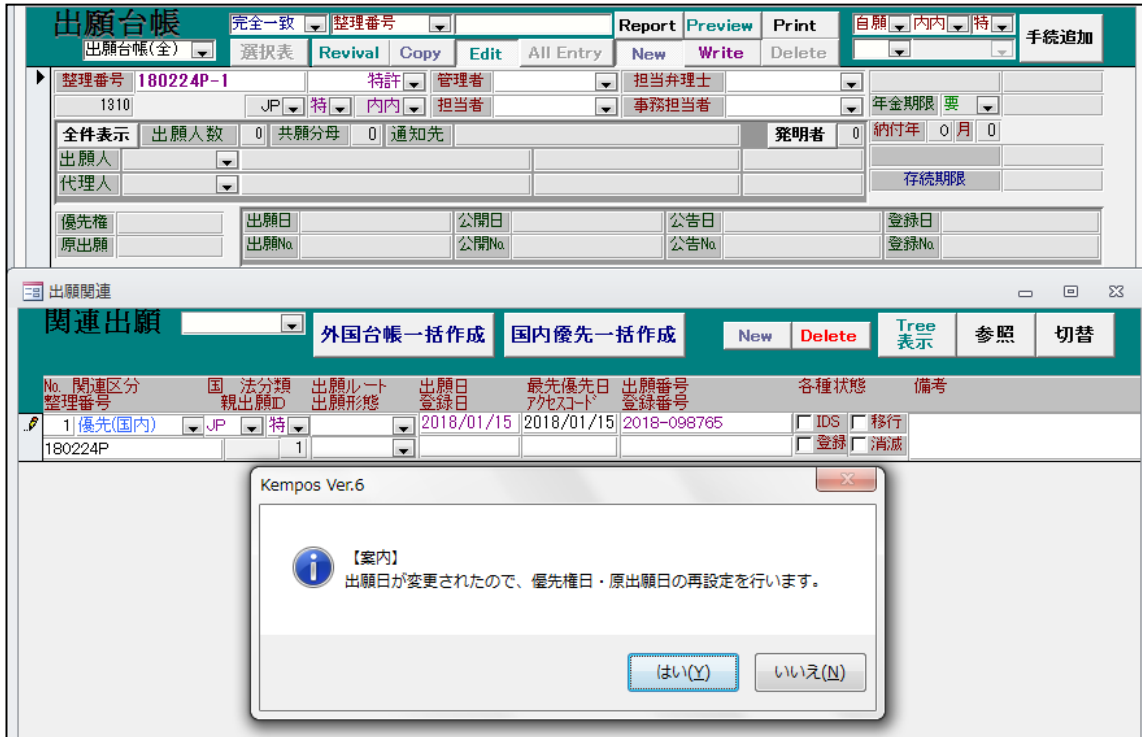 出願台帳 完全一致 整理番号 Report Preview Print 自願 内内 特 手続追加
出願台帳(全) 選択表 Revival Copy Edit All Entry New Write Delete
整理番号 180224P-1 特許 管理者 担当弁理士
1310 JP 特 内内 担当者 事務担当者 年金期限 要
全件表示 出願人数 0 共願分母 0 通知先 発明者 0 納付年 0 月 0
出願人
代理人 存続期限
優先権 出願日 公開日 公告日 登録日
原出願 出願No. 公開No. 公告No. 登録No.
出願関連
関連出願 外国台帳一括作成 国内優先一括作成 New Delete Tree表示 参照 切替
No. 関連区分 国 法分類 出願ルート 出願日 最先優先日 出願番号 各種状態 備考
整理番号 親出願ID 出願形態 登録日 アクセスコード 登録番号
1 優先(国内) JP 特 2018/01/15 2018/01/15 2018-098765 IDS 移行
180224P 1 登録 消滅
Kempos Ver.6
【案内】
出願日が変更されたので、優先権日・原出願日の再設定を行います。
はい(Y) いいえ(N)